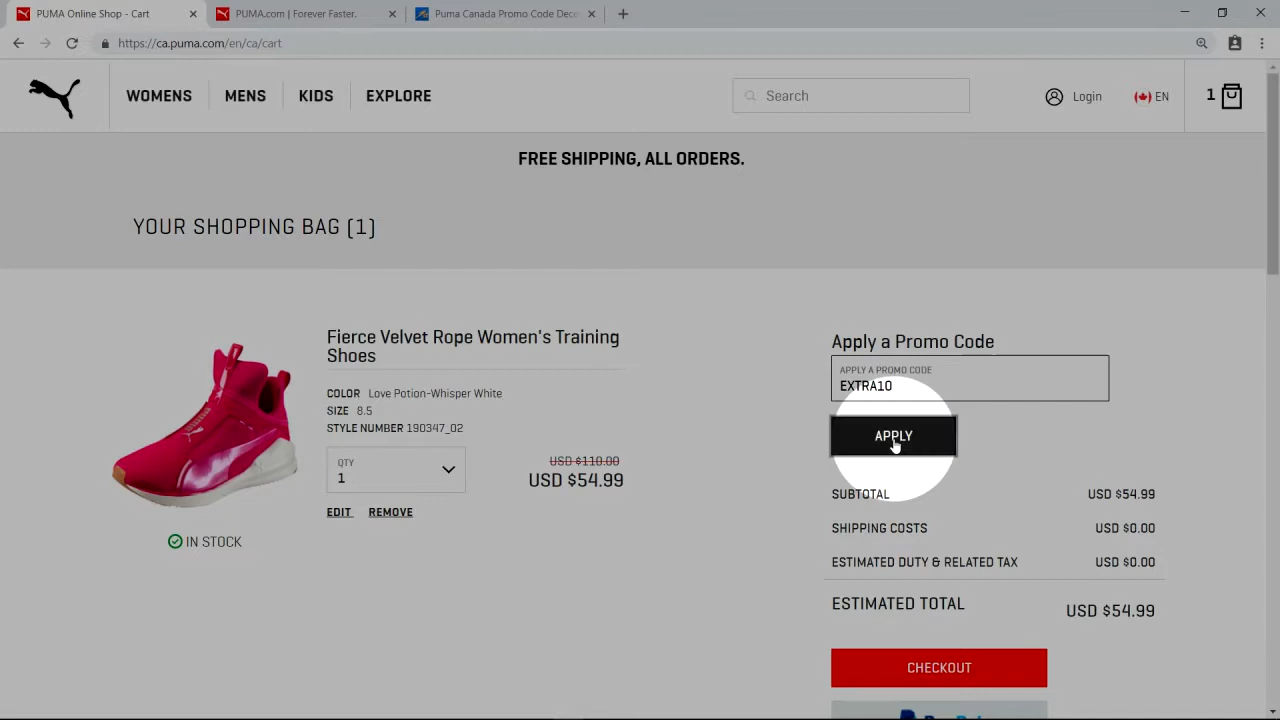 PUMA Online Shop - Cart
PUMA.com | Forever Faster.
Puma Canada Promo Code Dece
https://ca.puma.com/en/ca/cart
WOMENS
MENS
KIDS
EXPLORE
Search
Login
EN
1
FREE SHIPPING, ALL ORDERS.
YOUR SHOPPING BAG (1)
Fierce Velvet Rope Women's Training
Shoes
COLOR Love Potion-Whisper White
SIZE 8.5
STYLE NUMBER 190347_02
QTY
1
USD $110.00
USD $54.99
EDIT
REMOVE
IN STOCK
Apply a Promo Code
APPLY A PROMO CODE
EXTRA10
APPLY
SUBTOTAL USD $54.99
SHIPPING COSTS USD $0.00
ESTIMATED DUTY & RELATED TAX USD $0.00
ESTIMATED TOTAL USD $54.99
CHECKOUT